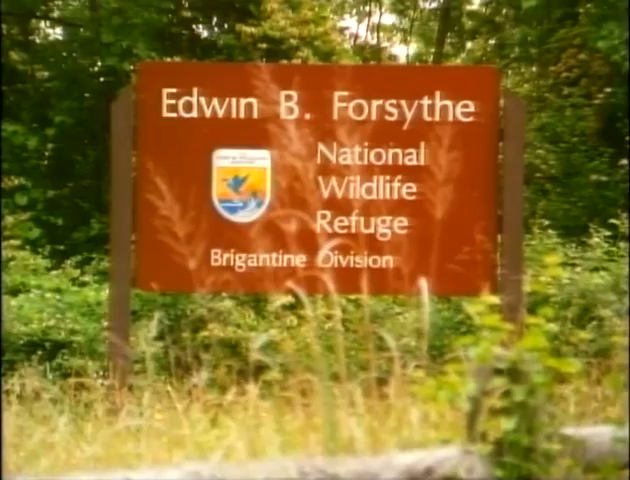 Edwin B. Forsythe
National
Wildlife
Refuge
Brigantine Division